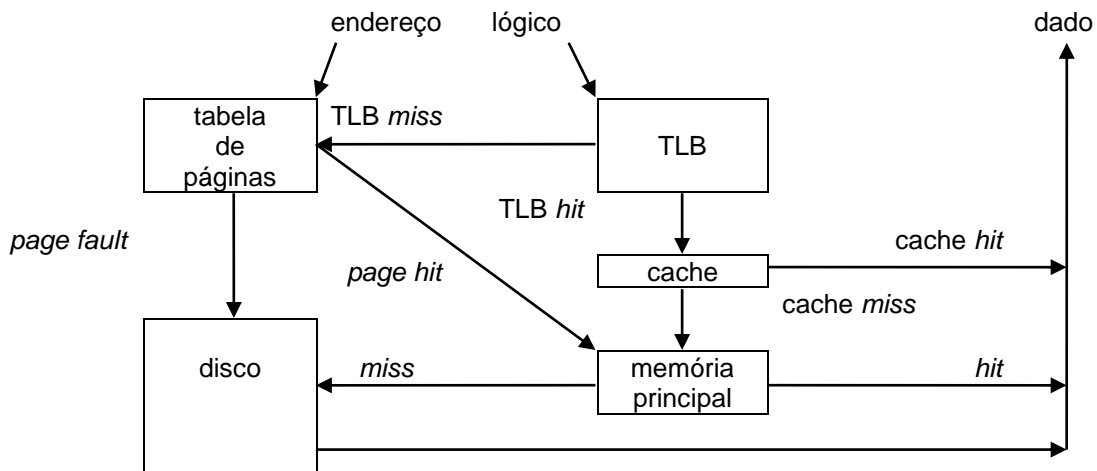 endereço lógico
dado
tabela
de
páginas
TLB miss
TLB
TLB hit
page fault
page hit
cache
cache hit
cache miss
disco
miss
memória
principal
hit